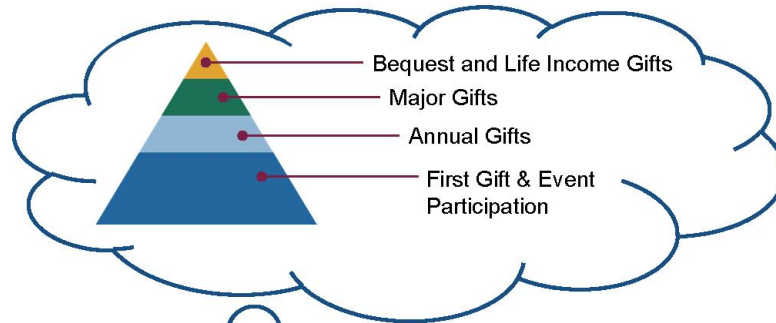 Bequest and Life Income Gifts
Major Gifts
Annual Gifts
First Gift & Event
Participation